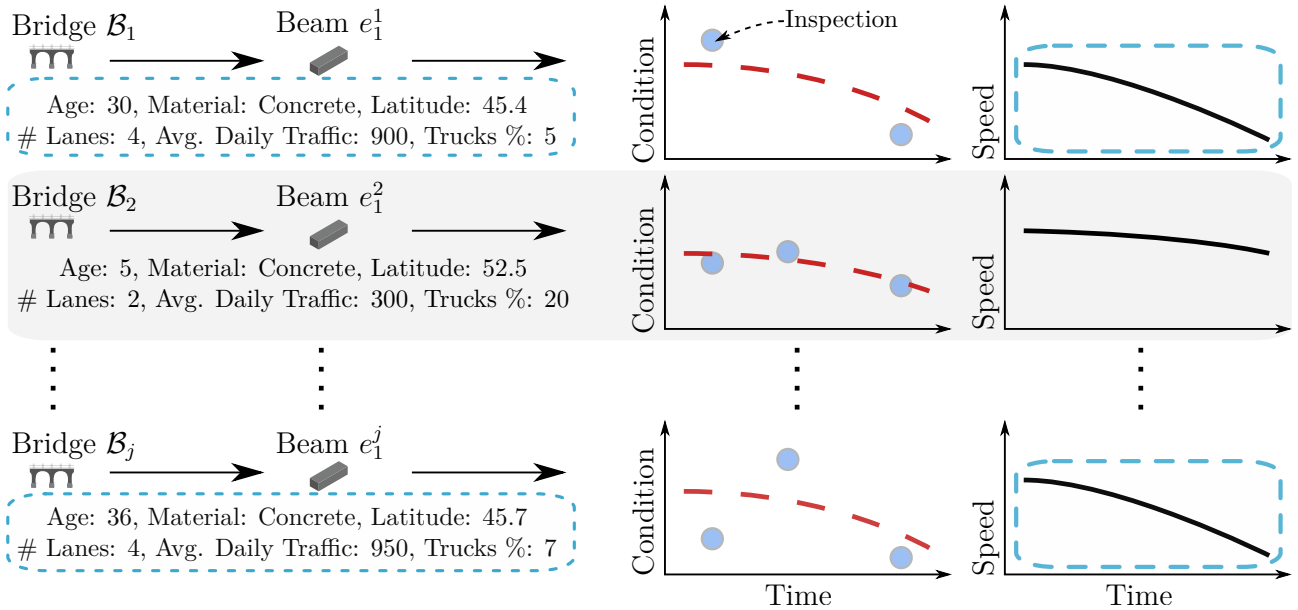 Bridge 𝓑₁
Beam e₁¹
Age: 30, Material: Concrete, Latitude: 45.4
# Lanes: 4, Avg. Daily Traffic: 900, Trucks %: 5
Condition
Inspection
Speed
Bridge 𝓑₂
Beam e₁²
Age: 5, Material: Concrete, Latitude: 52.5
# Lanes: 2, Avg. Daily Traffic: 300, Trucks %: 20
Condition
Speed
Bridge 𝓑ⱼ
Beam e₁ʲ
Age: 36, Material: Concrete, Latitude: 45.7
# Lanes: 4, Avg. Daily Traffic: 950, Trucks %: 7
Condition
Time
Speed
Time